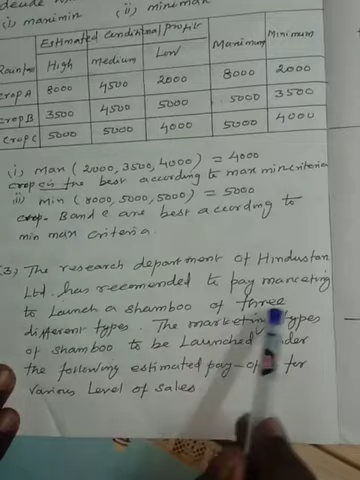 (i) maximin (ii) minimax
Estimated conditional profit
Rainfall High medium Low Maximum Minimum
crop A 8000 4500 2000 8000 2000
crop B 3500 4500 5000 5000 3500
crop C 5000 5000 4000 5000 4000
(i) max (2000, 3500, 4000) = 4000
crop c is the best according to max min criteria
ii) min (8000, 5000, 5000) = 5000
crop- B and c are best according to
min max criteria.
(3) The research department of Hindustan
Ltd. has recomended to pay manceting
to Launch a shamboo of three
different types. The marketing types
of shamboo to be Launched under
the following estimated pay-off for
various Level of sales